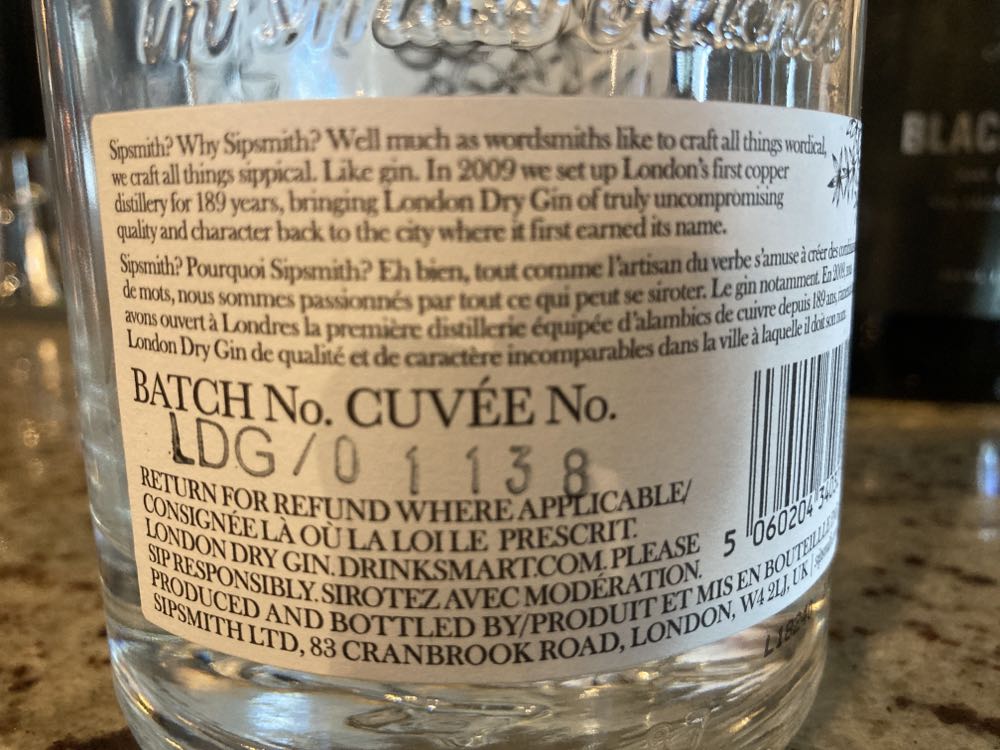 Sipsmith? Why Sipsmith? Well much as wordsmiths like to craft all things wordical,
we craft all things sippical. Like gin. In 2009 we set up London's first copper
distillery for 189 years, bringing London Dry Gin of truly uncompromising
quality and character back to the city where it first earned its name.
Sipsmith? Pourquoi Sipsmith? Eh bien, tout comme l'artisan du verbe s'amuse à créer des
de mots, nous sommes passionnés par tout ce qui peut se siroter. Le gin notamment. En 2009,
avons ouvert à Londres la première distillerie équipée d'alambics de cuivre depuis 189 ans,
London Dry Gin de qualité et de caractère incomparables dans la ville à laquelle il doit son nom.
BATCH No. CUVÉE No.
LDG/01138
RETURN FOR REFUND WHERE APPLICABLE/
CONSIGNÉE LÀ OÙ LA LOI LE PRESCRIT.
LONDON DRY GIN. DRINKSMART.COM. PLEASE
SIP RESPONSIBLY. SIROTEZ AVEC MODÉRATION.
PRODUCED AND BOTTLED BY/PRODUIT ET MIS EN BOUTEILLE
SIPSMITH LTD, 83 CRANBROOK ROAD, LONDON, W4 2LJ, UK |
5 060204
BLAC